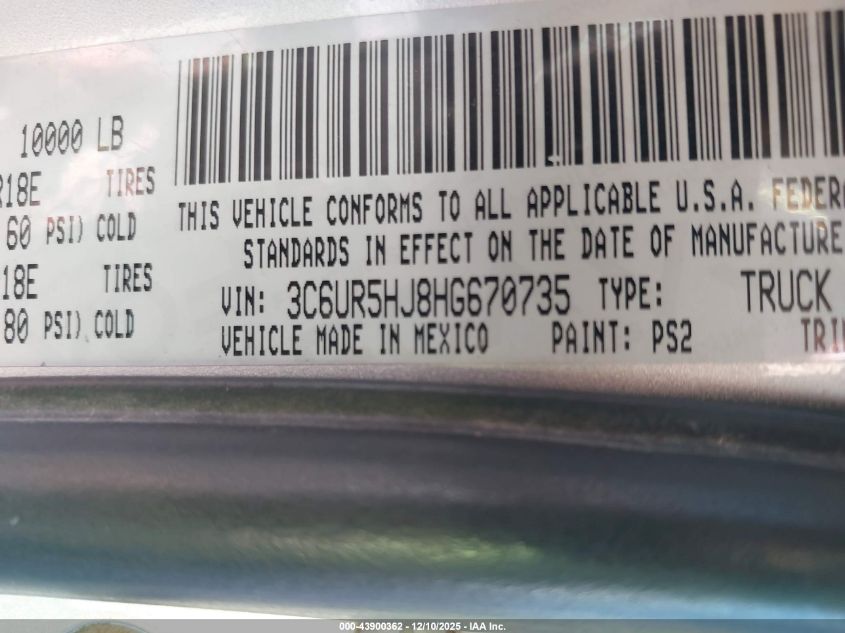 10000 LB
R18E TIRES
60 PSI) COLD
18E TIRES
80 PSI) COLD
THIS VEHICLE CONFORMS TO ALL APPLICABLE U.S.A. FEDERA
STANDARDS IN EFFECT ON THE DATE OF MANUFACTURE
VIN: 3C6UR5HJ8HG670735 TYPE: TRUCK
VEHICLE MADE IN MEXICO PAINT: PS2 TRI
000-43900362 - 12/10/2025 - IAA Inc.